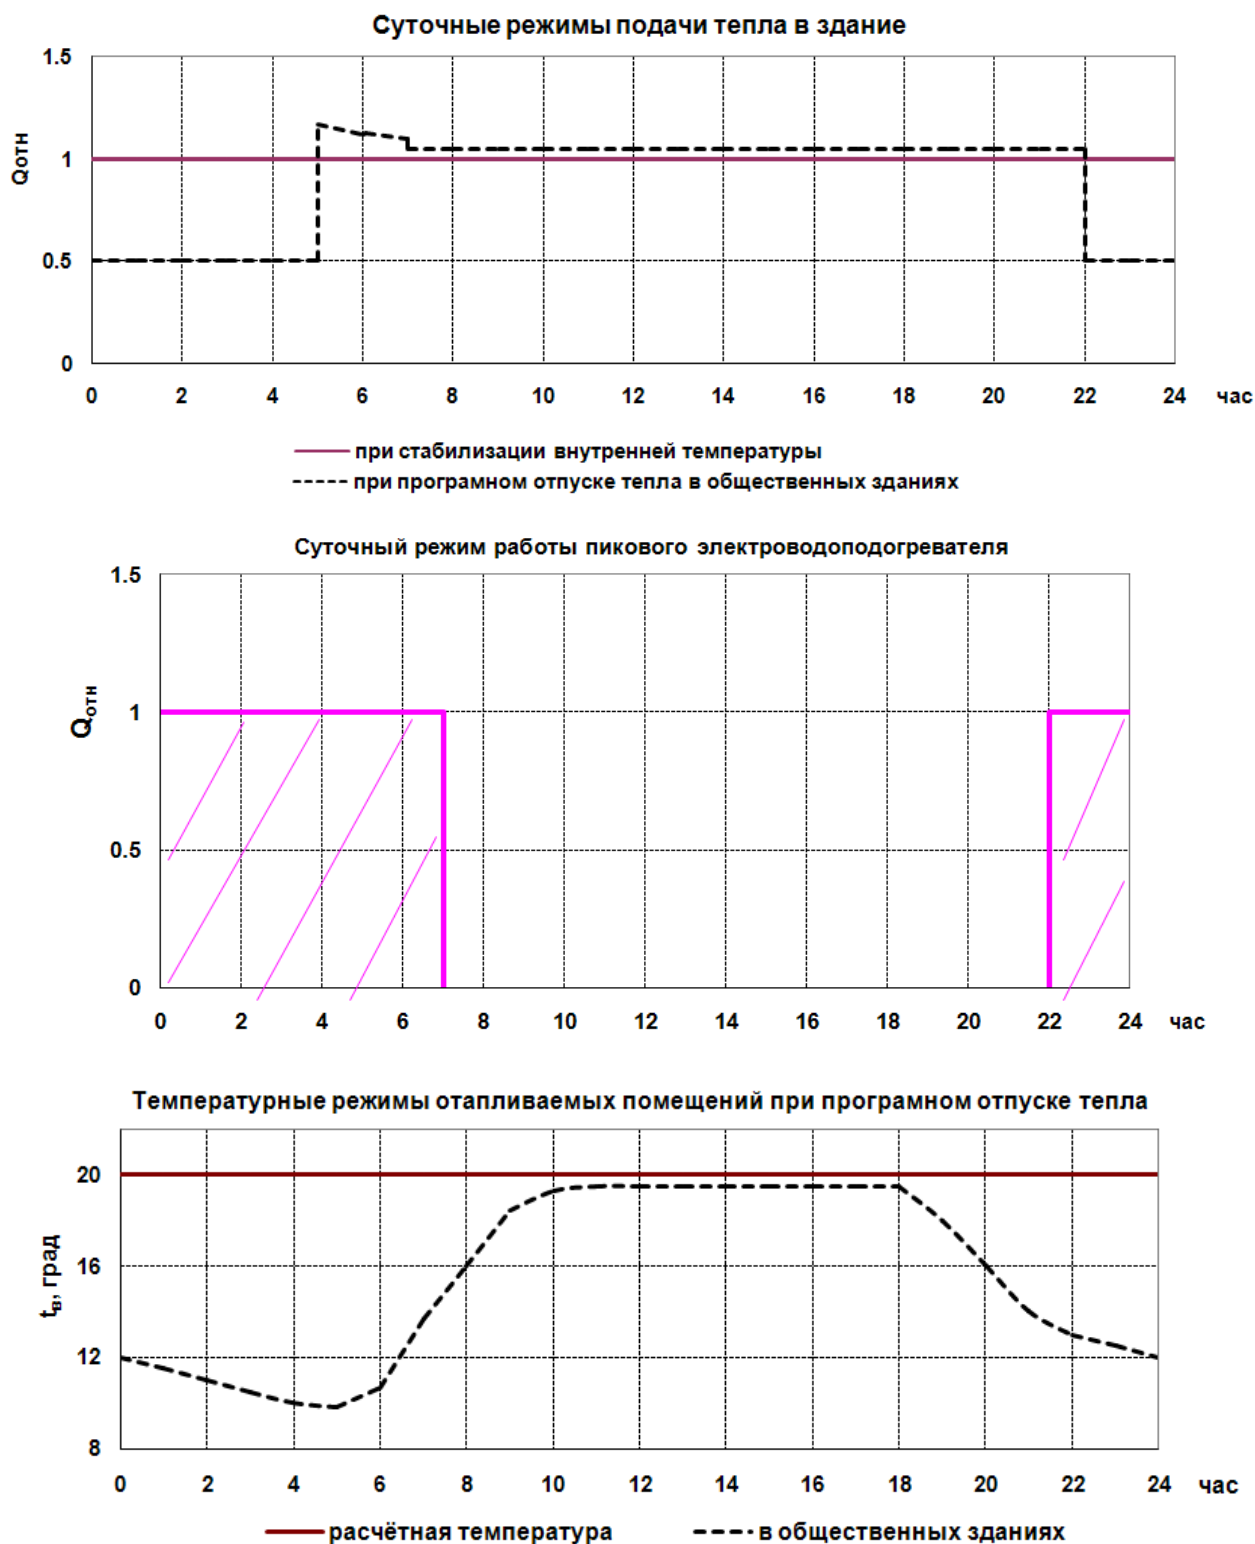 Суточные режимы подачи тепла в здание
1.5
Qотн
1
0.5
0
0 2 4 6 8 10 12 14 16 18 20 22 24 час
при стабилизации внутренней температуры
при програмном отпуске тепла в общественных зданиях
Суточный режим работы пикового электроводоподогревателя
1.5
Qотн
1
0.5
0
0 2 4 6 8 10 12 14 16 18 20 22 24 час
Температурные режимы отапливаемых помещений при програмном отпуске тепла
20
16
tв, град
12
8
0 2 4 6 8 10 12 14 16 18 20 22 24 час
расчётная температура в общественных зданиях